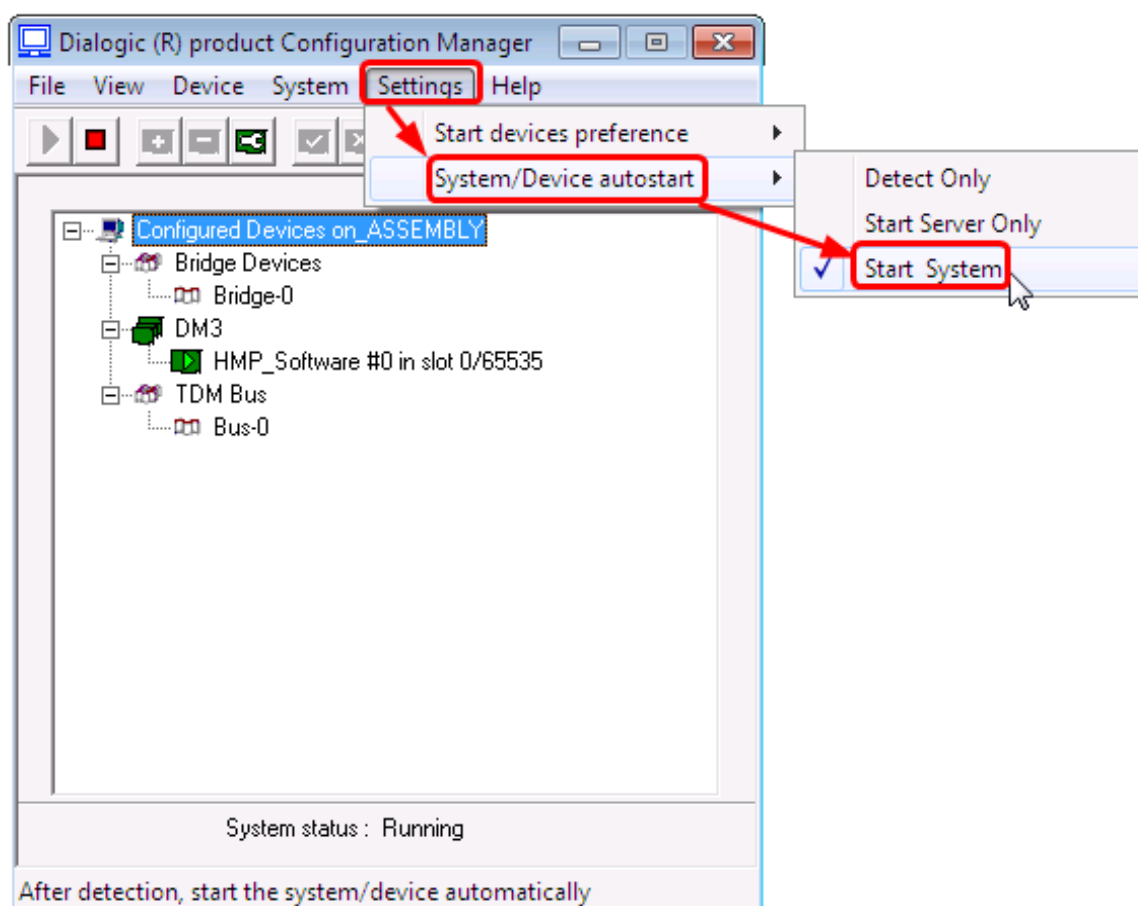 Dialogic (R) product Configuration Manager
File View Device System Settings Help
Start devices preference
System/Device autostart
Detect Only
Start Server Only
Start System
Configured Devices on_ASSEMBLY
Bridge Devices
Bridge-0
DM3
HMP_Software #0 in slot 0/65535
TDM Bus
Bus-0
System status : Running
After detection, start the system/device automatically